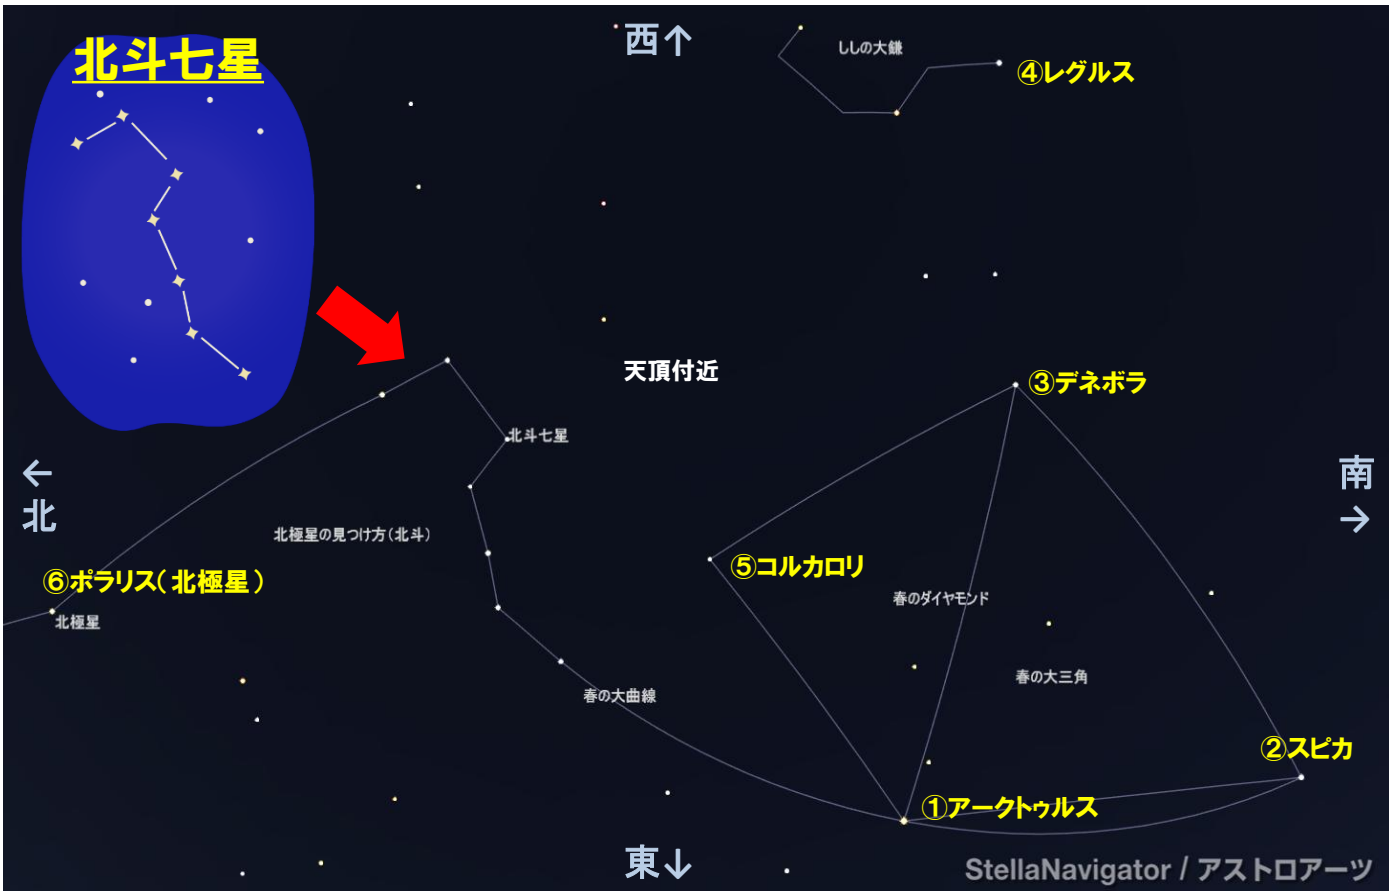 北斗七星
西↑
ししの大鎌
④レグルス
天頂付近
③デネボラ
北斗七星
←
北
南
→
北極星の見つけ方(北斗)
⑥ポラリス(北極星)
北極星
⑤コルカロリ
春のダイヤモンド
春の大三角
春の大曲線
②スピカ
①アークトゥルス
東↓
StellaNavigator / アストロアーツ